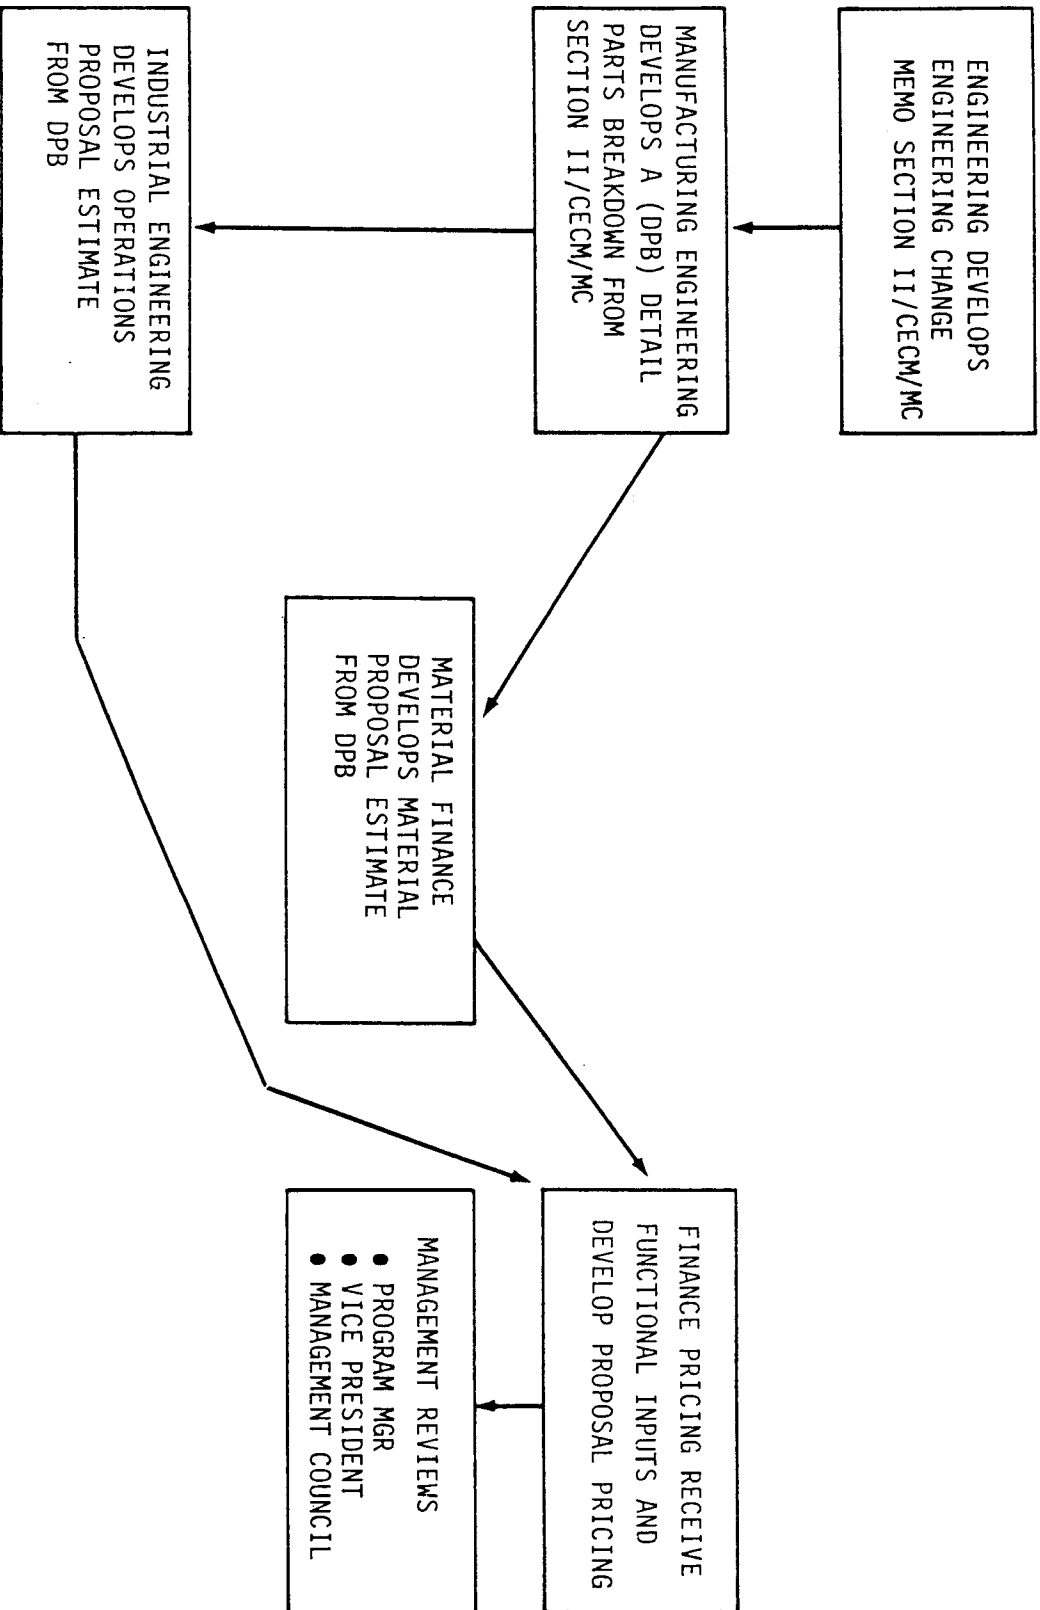 ENGINEERING DEVELOPS
ENGINEERING CHANGE
MEMO SECTION II/CECM/MC
MANUFACTURING ENGINEERING
DEVELOPS A (DPB) DETAIL
PARTS BREAKDOWN FROM
SECTION II/CECM/MC
INDUSTRIAL ENGINEERING
DEVELOPS OPERATIONS
PROPOSAL ESTIMATE
FROM DPB
MATERIAL FINANCE
DEVELOPS MATERIAL
PROPOSAL ESTIMATE
FROM DPB
FINANCE PRICING RECEIVE
FUNCTIONAL INPUTS AND
DEVELOP PROPOSAL PRICING
MANAGEMENT REVIEWS
● PROGRAM MGR
● VICE PRESIDENT
● MANAGEMENT COUNCIL